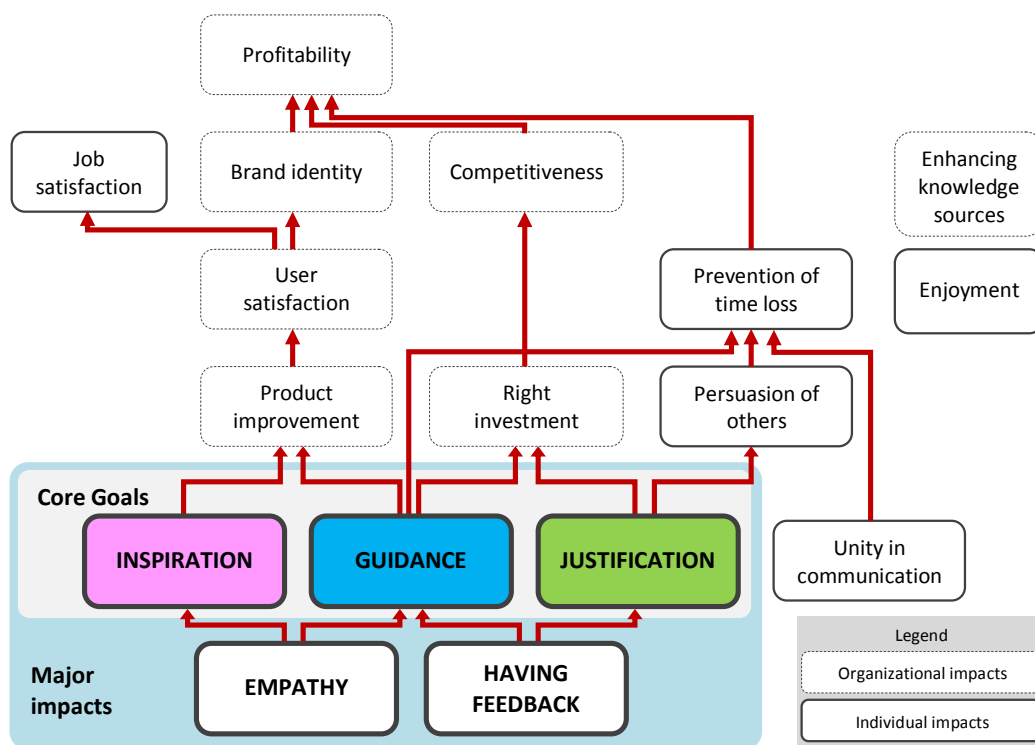 Profitability
Job
satisfaction
Brand identity
Competitiveness
Enhancing
knowledge
sources
User
satisfaction
Prevention of
time loss
Enjoyment
Product
improvement
Right
investment
Persuasion of
others
Core Goals
INSPIRATION
GUIDANCE
JUSTIFICATION
Unity in
communication
Major
impacts
EMPATHY
HAVING
FEEDBACK
Legend
Organizational impacts
Individual impacts